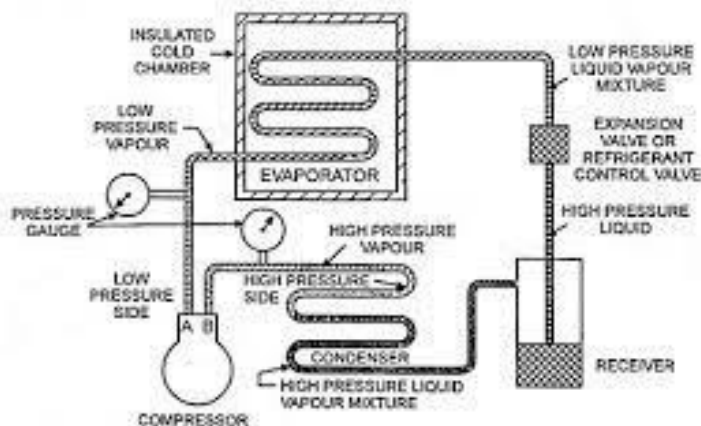 INSULATED
COLD
CHAMBER
LOW PRESSURE
LIQUID VAPOUR
MIXTURE
LOW
PRESSURE
VAPOUR
EXPANSION
VALVE OR
REFRIGERANT
CONTROL VALVE
EVAPORATOR
PRESSURE
GAUGE
HIGH PRESSURE
VAPOUR
HIGH PRESSURE
LIQUID
LOW
PRESSURE
SIDE
HIGH PRESSURE
SIDE
A B
CONDENSER
RECEIVER
HIGH PRESSURE LIQUID
VAPOUR MIXTURE
COMPRESSOR